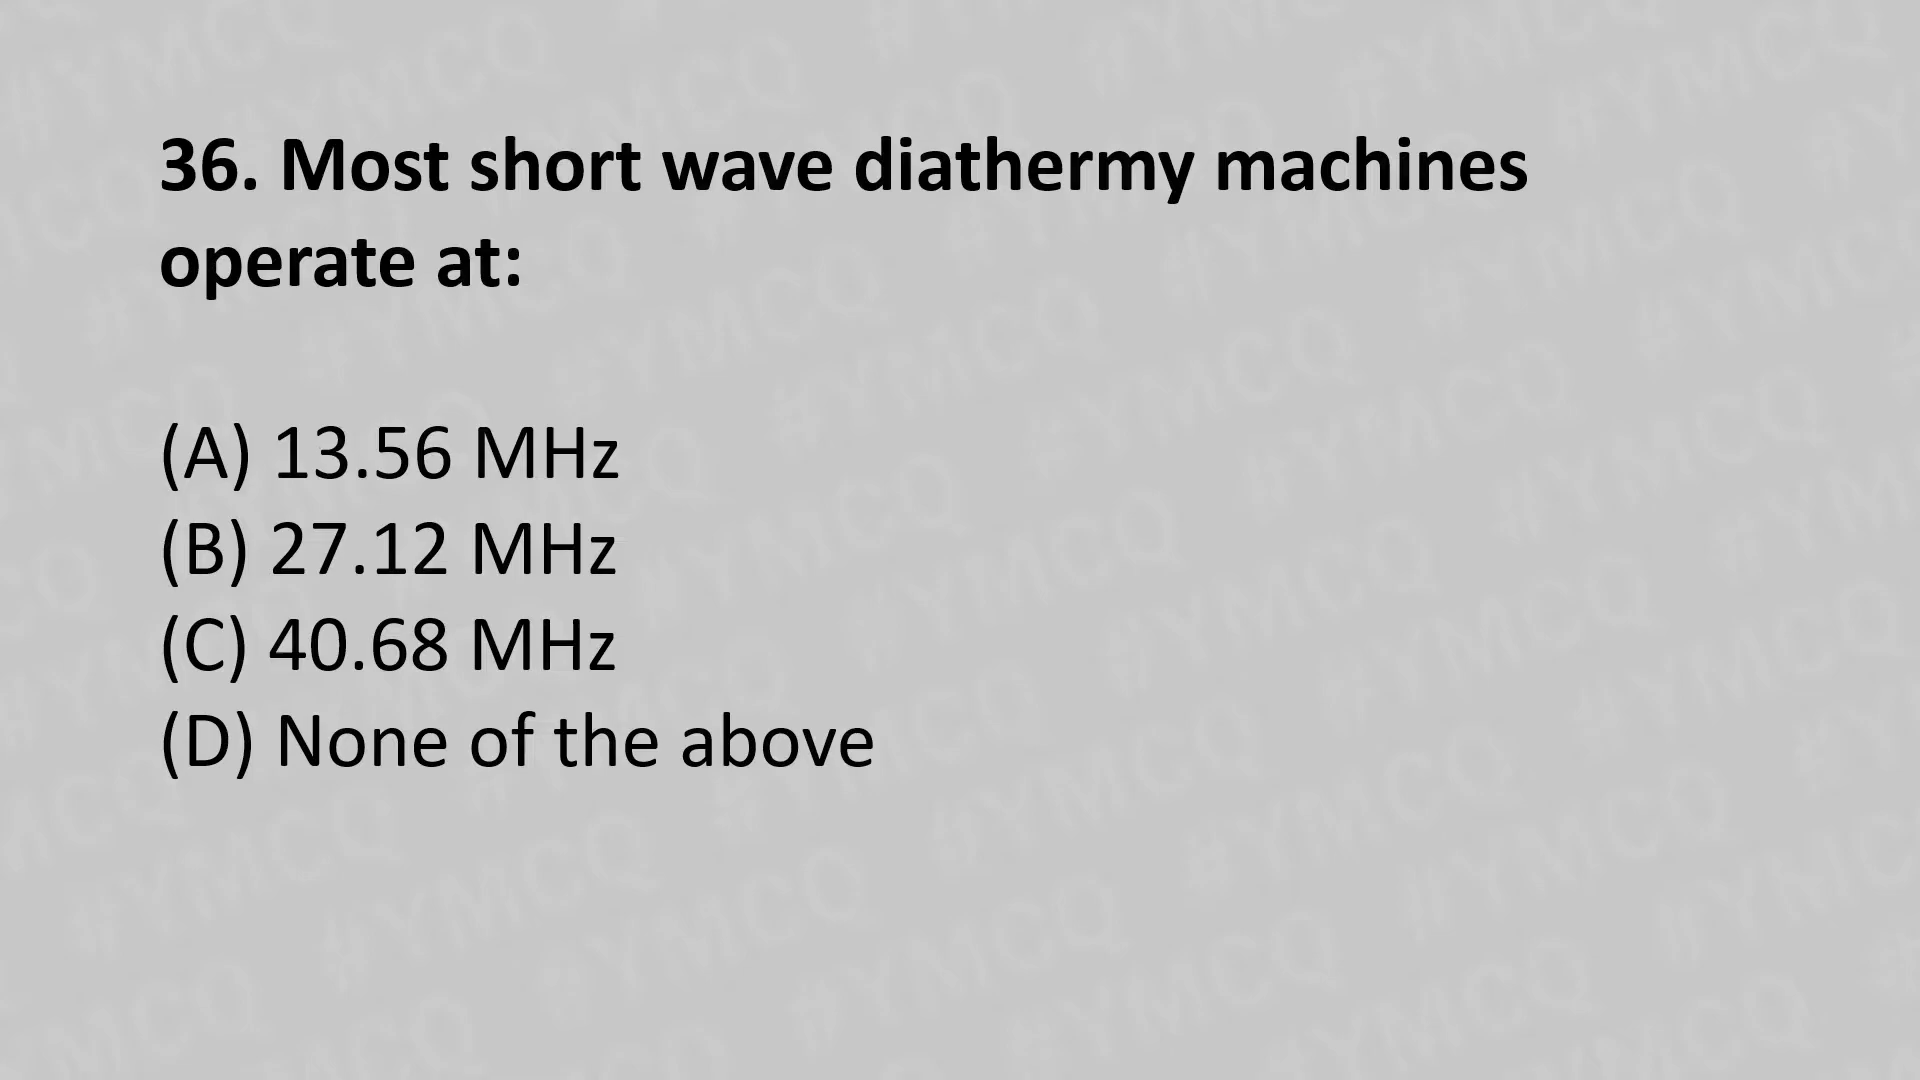 36. Most short wave diathermy machines
operate at:
(A) 13.56 MHz
(B) 27.12 MHz
(C) 40.68 MHz
(D) None of the above
#YMCQ